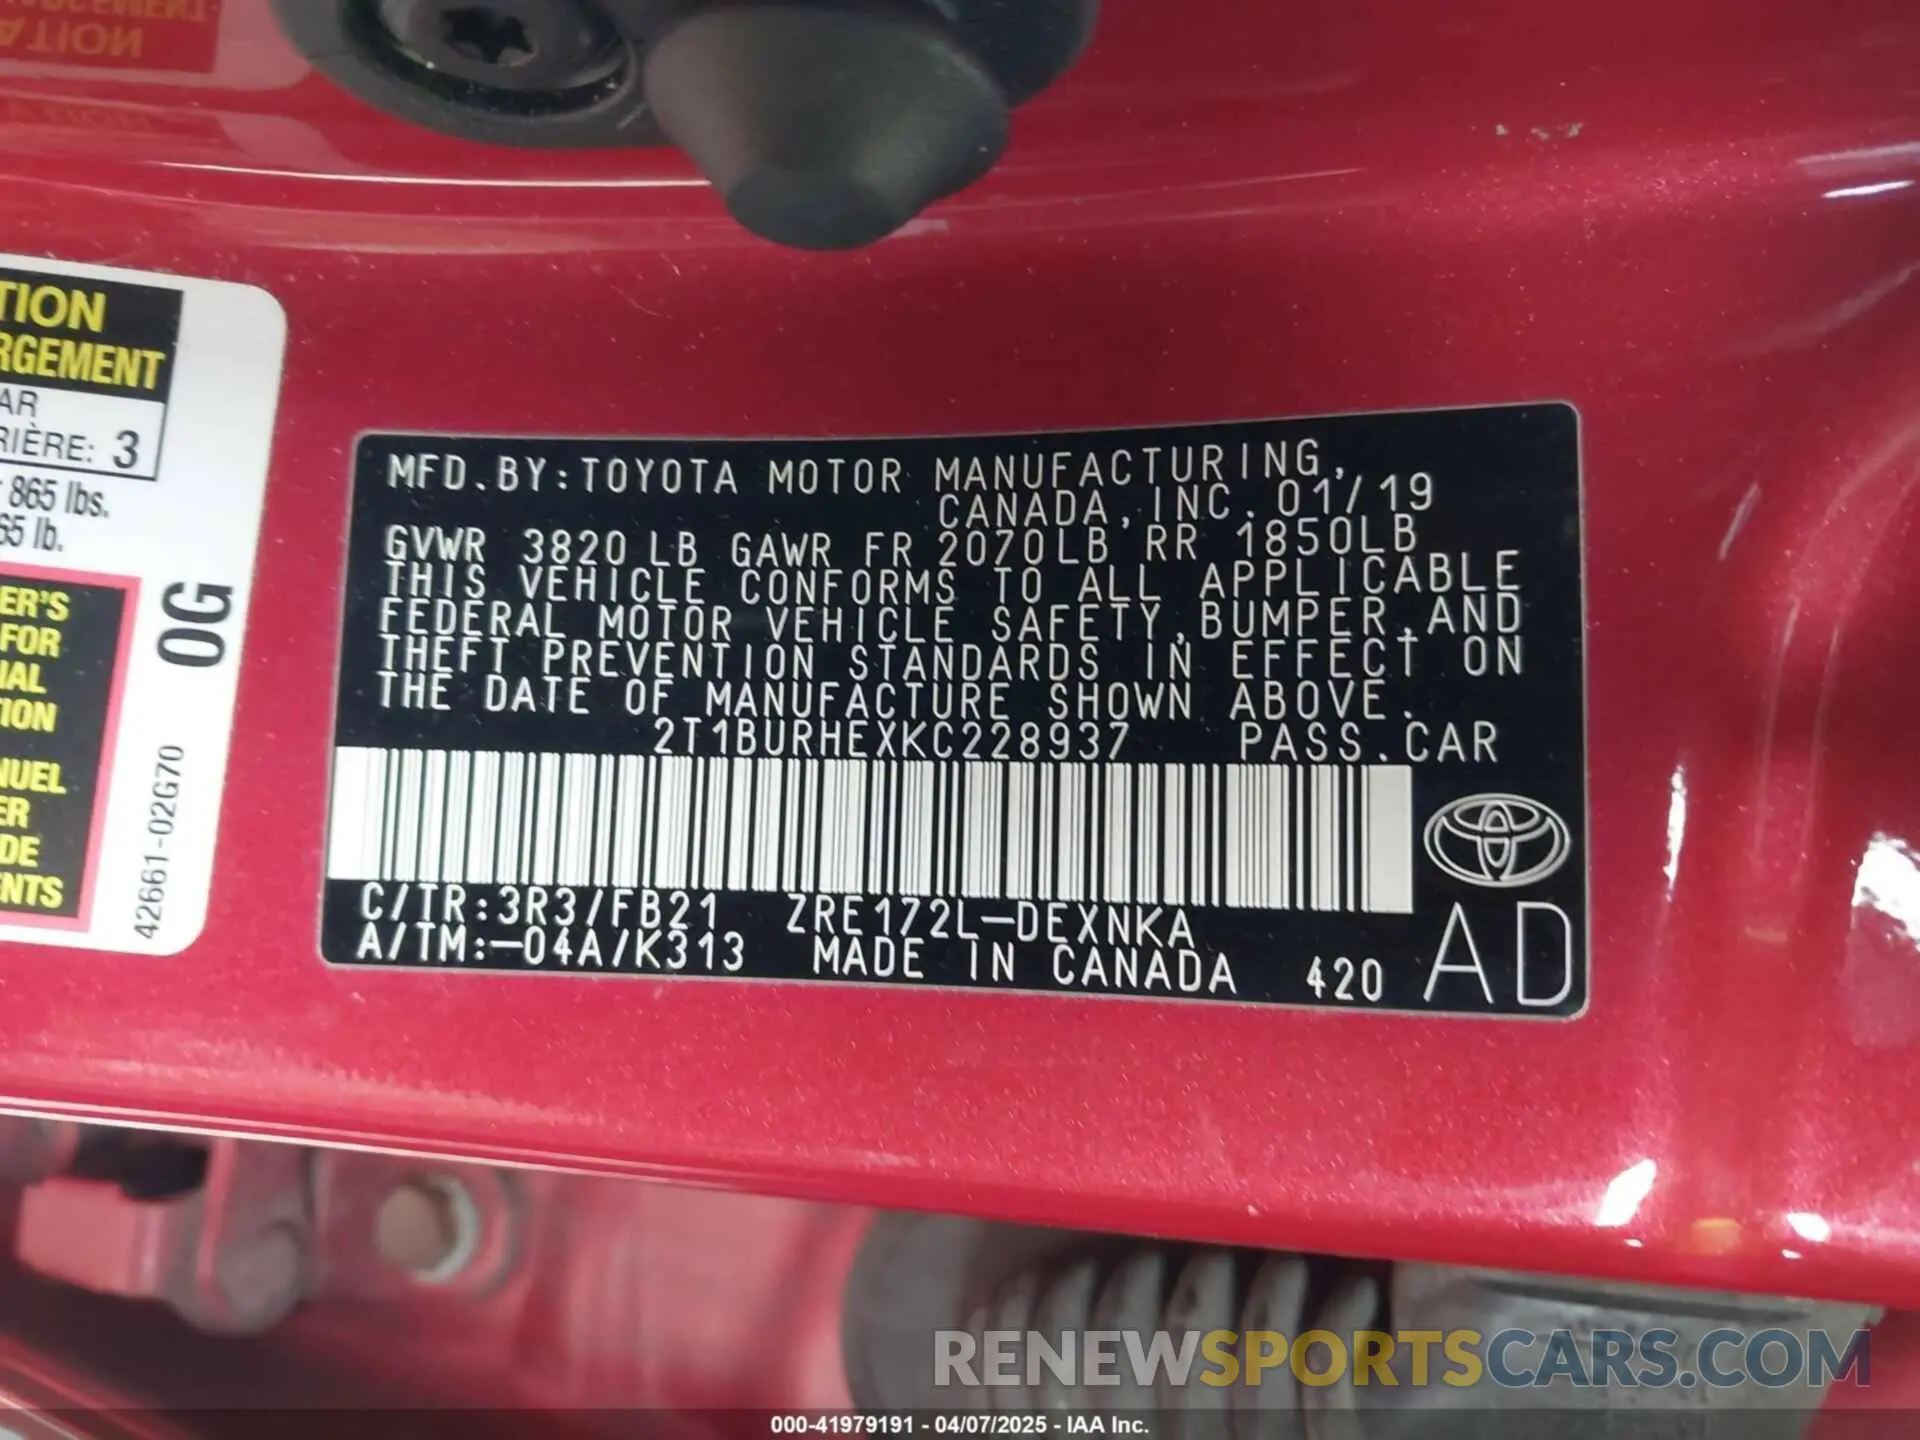 ATION
TION
RGEMENT
AR
RIÈRE: 3
865 lbs.
65 lb.
ER'S
FOR
IAL
ION
NUEL
ER
DE
ENTS
0G
42661-02G70
MFD. BY: TOYOTA MOTOR MANUFACTURING,
CANADA, INC. 01/19
GVWR 3820 LB GAWR FR 2070LB RR 1850LB
THIS VEHICLE CONFORMS TO ALL APPLICABLE
FEDERAL MOTOR VEHICLE SAFETY, BUMPER, AND
THEFT PREVENTION STANDARDS IN EFFECT ON
THE DATE OF MANUFACTURE SHOWN ABOVE.
2T1BURHEXKC228937 PASS. CAR
C/TR: 3R3/FB21 ZRE172L-DEXNKA
A/TM: -04A/K313 MADE IN CANADA 420 AD
RENEWSPORTSCARS.COM
000-41979191 - 04/07/2025 - IAA Inc.